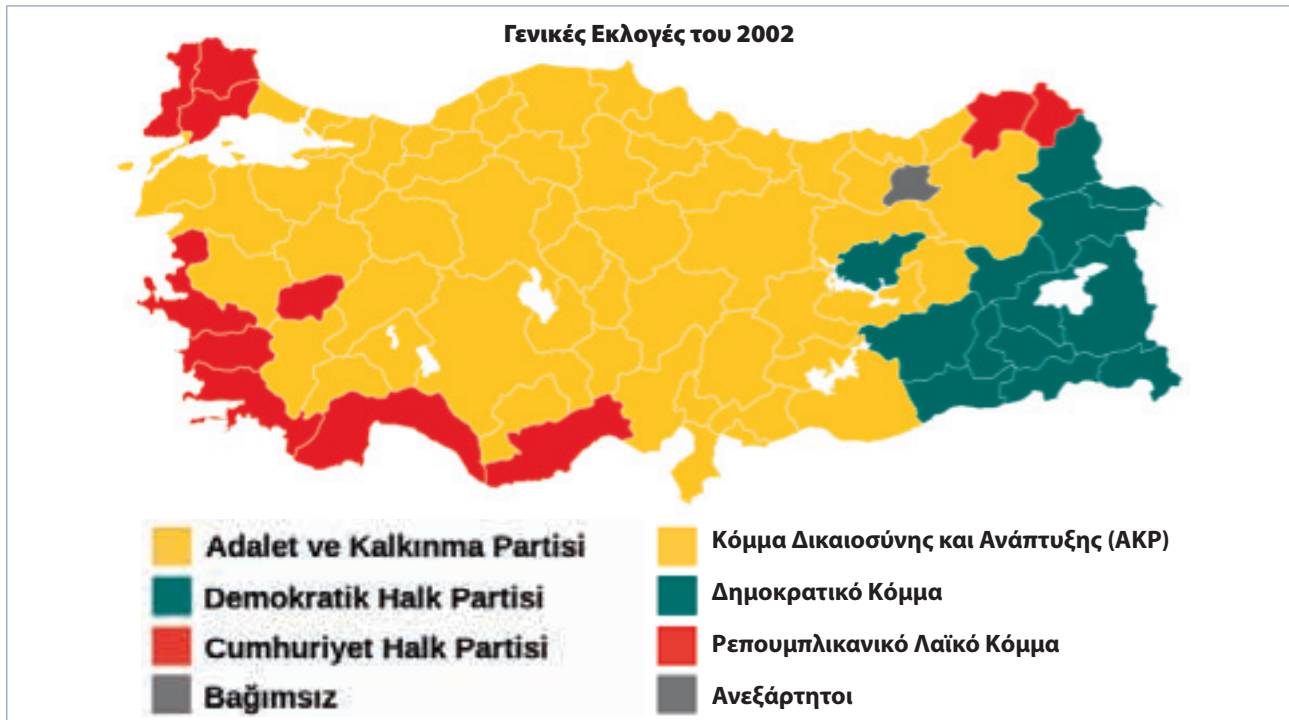 Γενικές Εκλογές του 2002
Adalet ve Kalkınma Partisi
Demokratik Halk Partisi
Cumhuriyet Halk Partisi
Bağımsız
Κόμμα Δικαιοσύνης και Ανάπτυξης (AKP)
Δημοκρατικό Κόμμα
Ρεπουμπλικανικό Λαϊκό Κόμμα
Ανεξάρτητοι